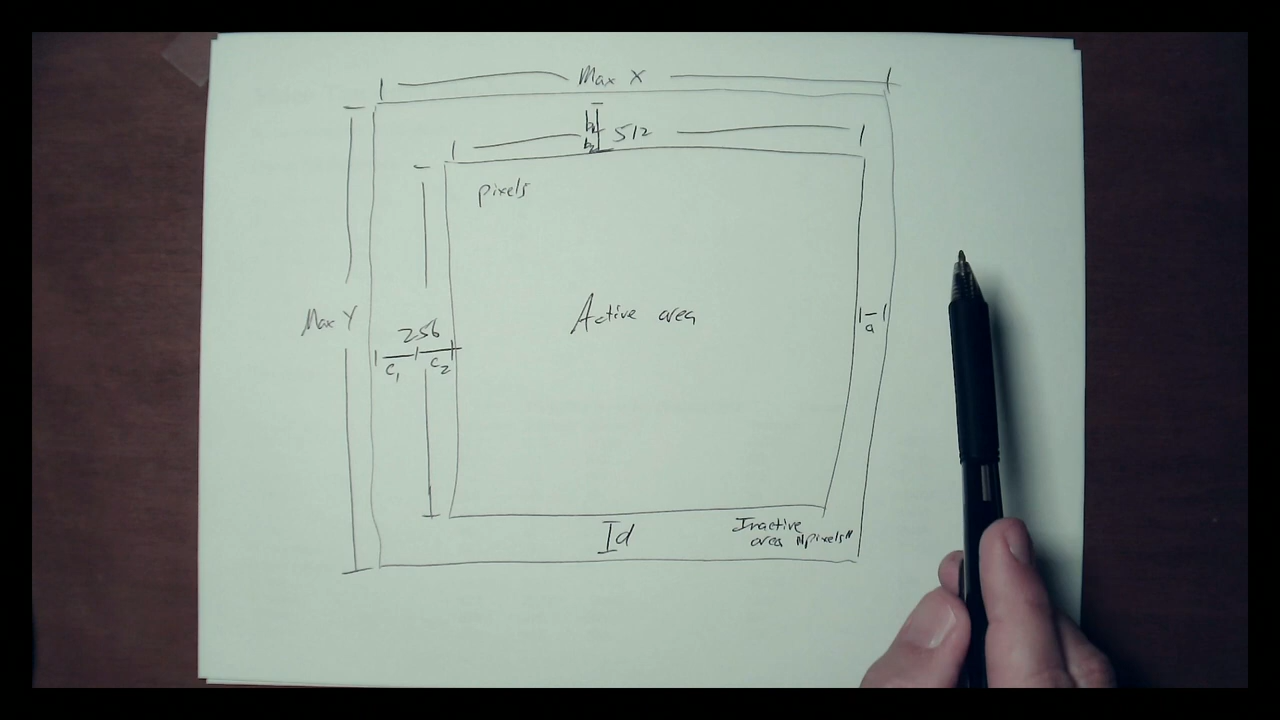 Max X
b1
b2
512
pixels
Active area
Max Y
256
c1
c2
a
Id
Inactive
area "pixels"